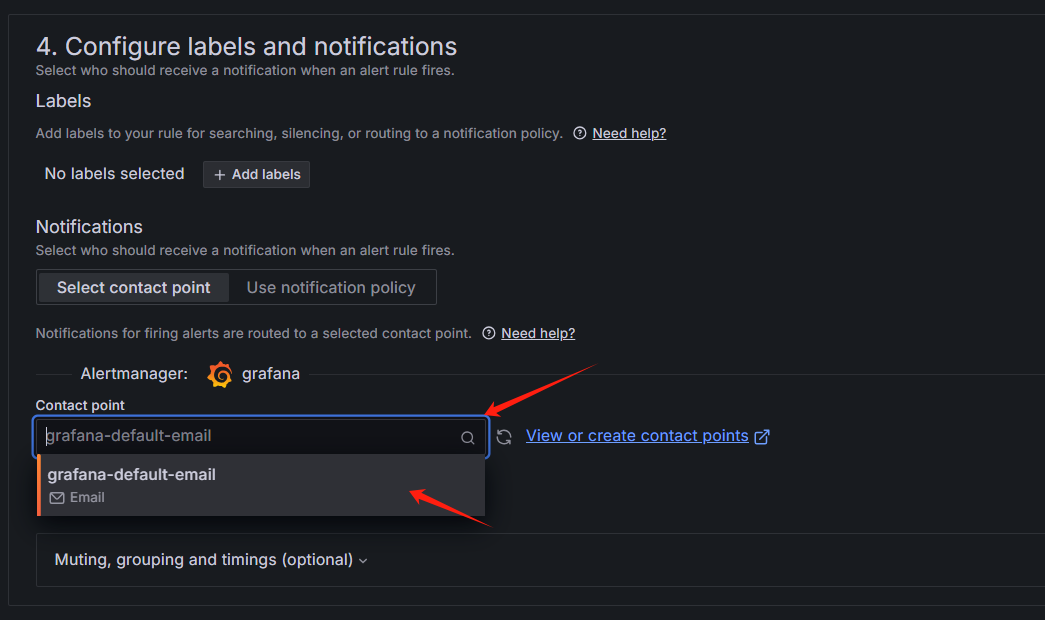 4. Configure labels and notifications
Select who should receive a notification when an alert rule fires.
Labels
Add labels to your rule for searching, silencing, or routing to a notification policy. Need help?
No labels selected + Add labels
Notifications
Select who should receive a notification when an alert rule fires.
Select contact point Use notification policy
Notifications for firing alerts are routed to a selected contact point. Need help?
Alertmanager: grafana
Contact point
grafana-default-email View or create contact points
grafana-default-email
Email
Muting, grouping and timings (optional)